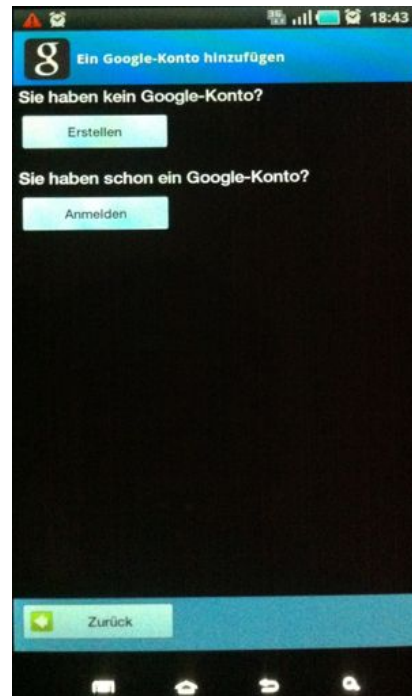 18:43
g
Ein Google-Konto hinzufügen
Sie haben kein Google-Konto?
Erstellen
Sie haben schon ein Google-Konto?
Anmelden
Zurück